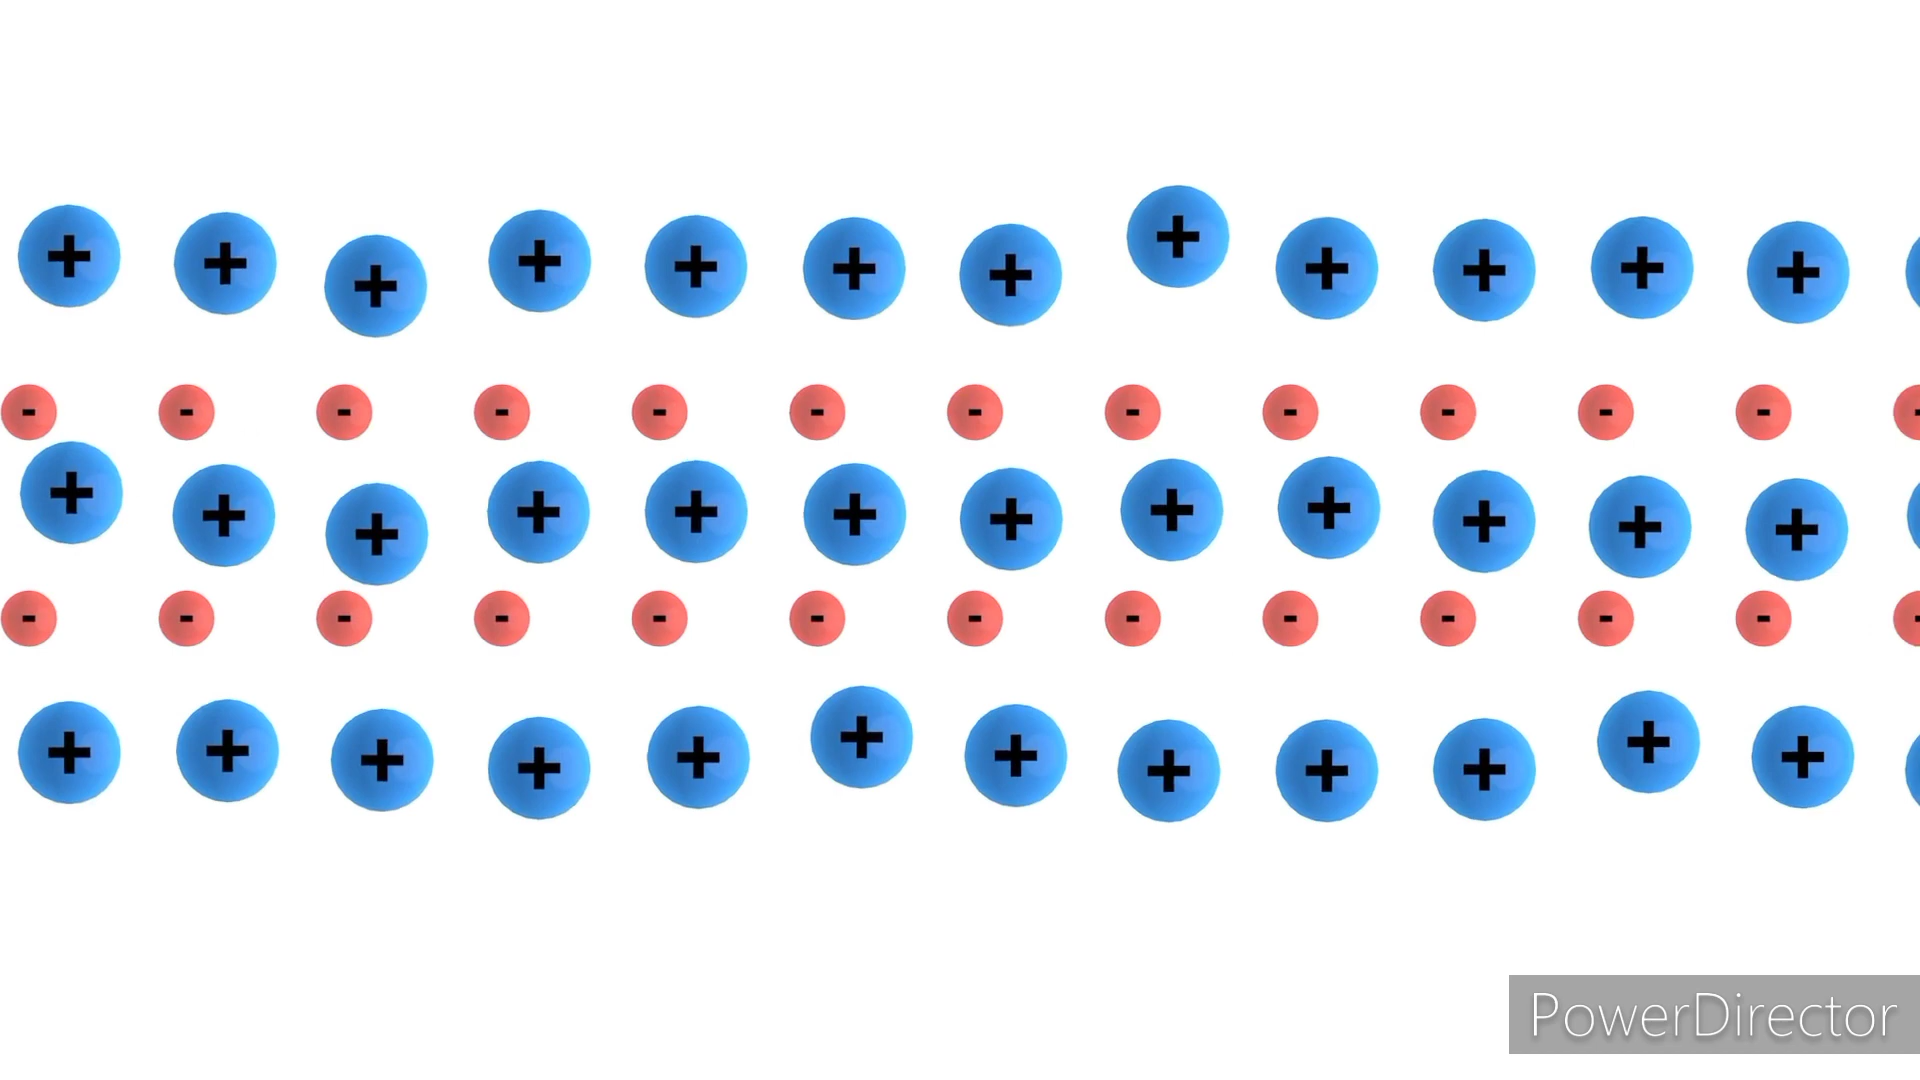 + + + + + + + + + + + +
- - - - - - - - - - - - -
+ + + + + + + + + + + +
- - - - - - - - - - - - -
+ + + + + + + + + + + +
PowerDirector